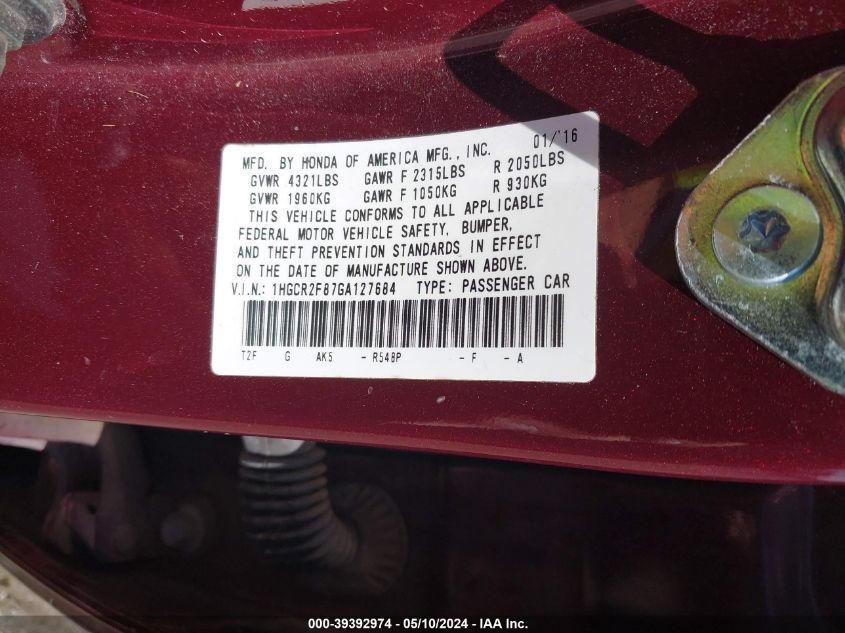 MFD. BY HONDA OF AMERICA MFG., INC. 01/'16
GVWR 4321LBS GAWR F 2315LBS R 2050LBS
GVWR 1960KG GAWR F 1050KG R 930KG
THIS VEHICLE CONFORMS TO ALL APPLICABLE
FEDERAL MOTOR VEHICLE SAFETY, BUMPER,
AND THEFT PREVENTION STANDARDS IN EFFECT
ON THE DATE OF MANUFACTURE SHOWN ABOVE.
V.I.N.: 1HGCR2F87GA127684 TYPE: PASSENGER CAR
T2F G AK5 - R548P - F - A
000-39392974 - 05/10/2024 - IAA Inc.